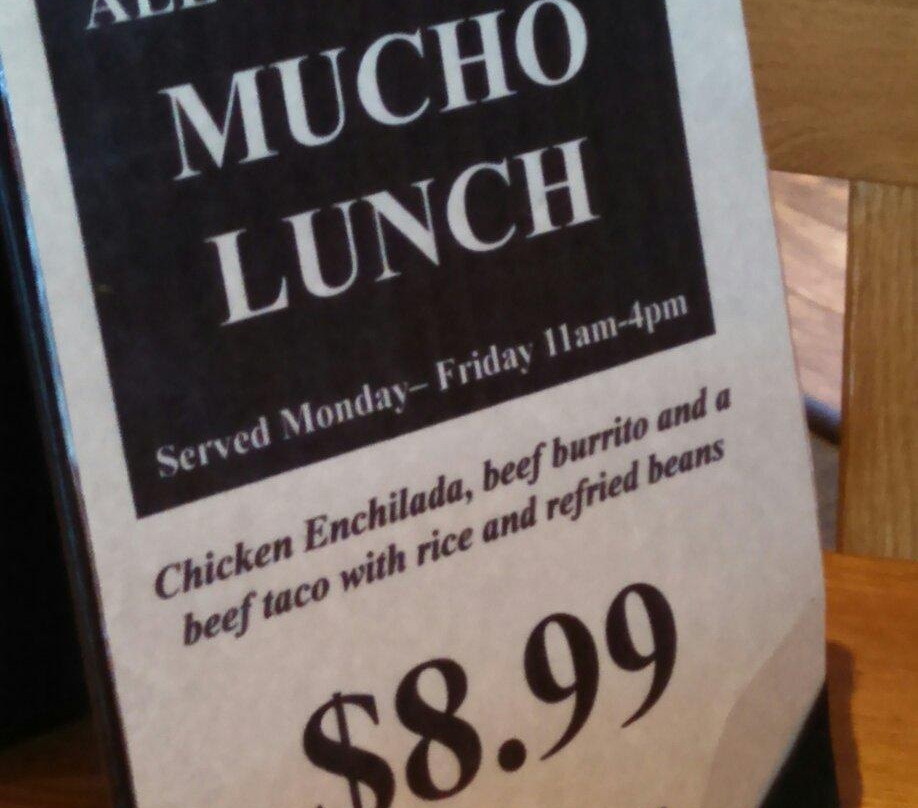 MUCHO
LUNCH
Served Monday– Friday 11am-4pm
Chicken Enchilada, beef burrito and a
beef taco with rice and refried beans
$8.99